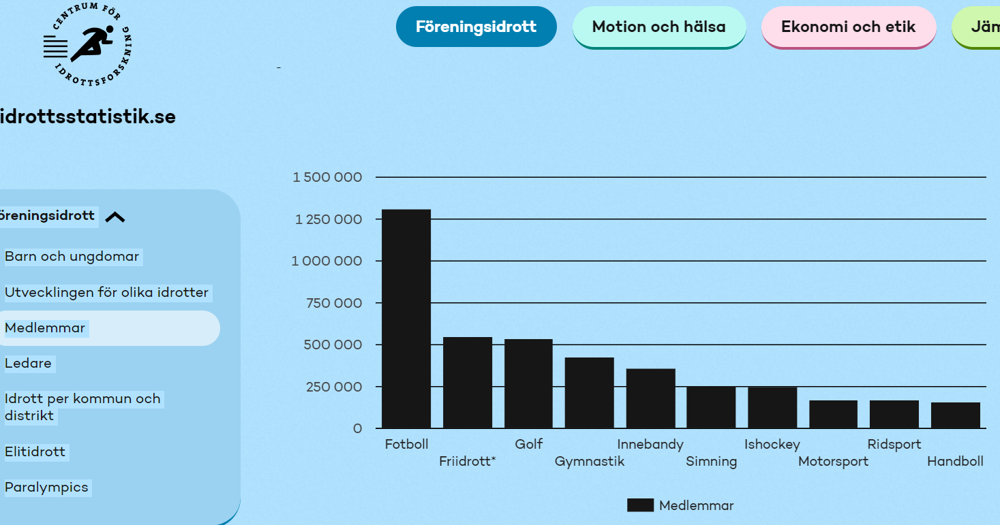 CENTRUM FÖR
IDROTTSFORSKNING
idrottsstatistik.se
Föreningsidrott
Motion och hälsa
Ekonomi och etik
öreningsidrott
Barn och ungdomar
Utvecklingen för olika idrotter
Medlemmar
Ledare
Idrott per kommun och
distrikt
Elitidrott
Paralympics
1 500 000
1 250 000
1 000 000
750 000
500 000
250 000
0
Fotboll
Friidrott*
Golf
Gymnastik
Innebandy
Simning
Ishockey
Motorsport
Ridsport
Handboll
Medlemmar